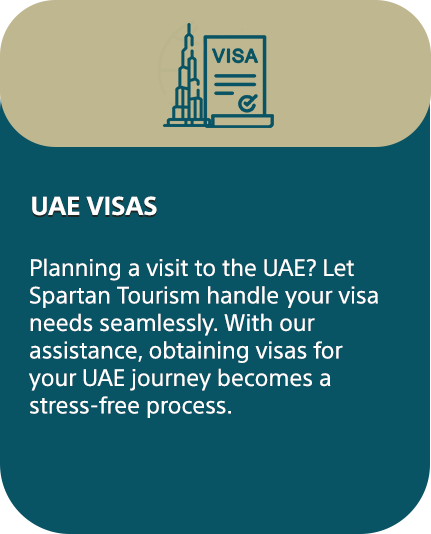 VISA
UAE VISAS
Planning a visit to the UAE? Let
Spartan Tourism handle your visa
needs seamlessly. With our
assistance, obtaining visas for
your UAE journey becomes a
stress-free process.